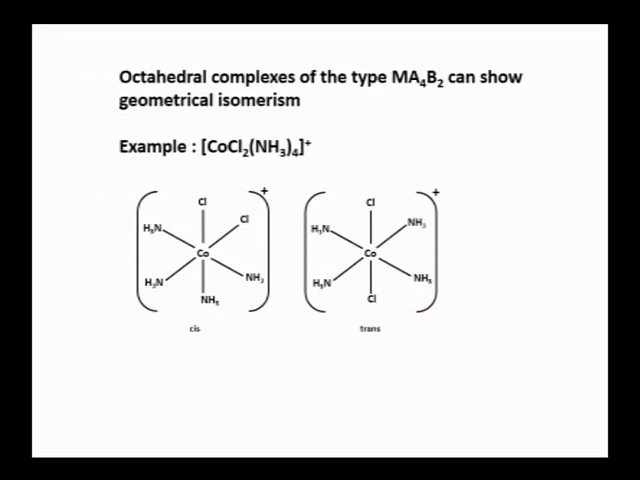 Octahedral complexes of the type MA₄B₂ can show
geometrical isomerism
Example : [CoCl₂(NH₃)₄]⁺
+ +
Cl Cl
Cl NH₃
H₃N H₃N
Co Co
H₃N NH₃ H₃N NH₃
NH₃ Cl
cis trans